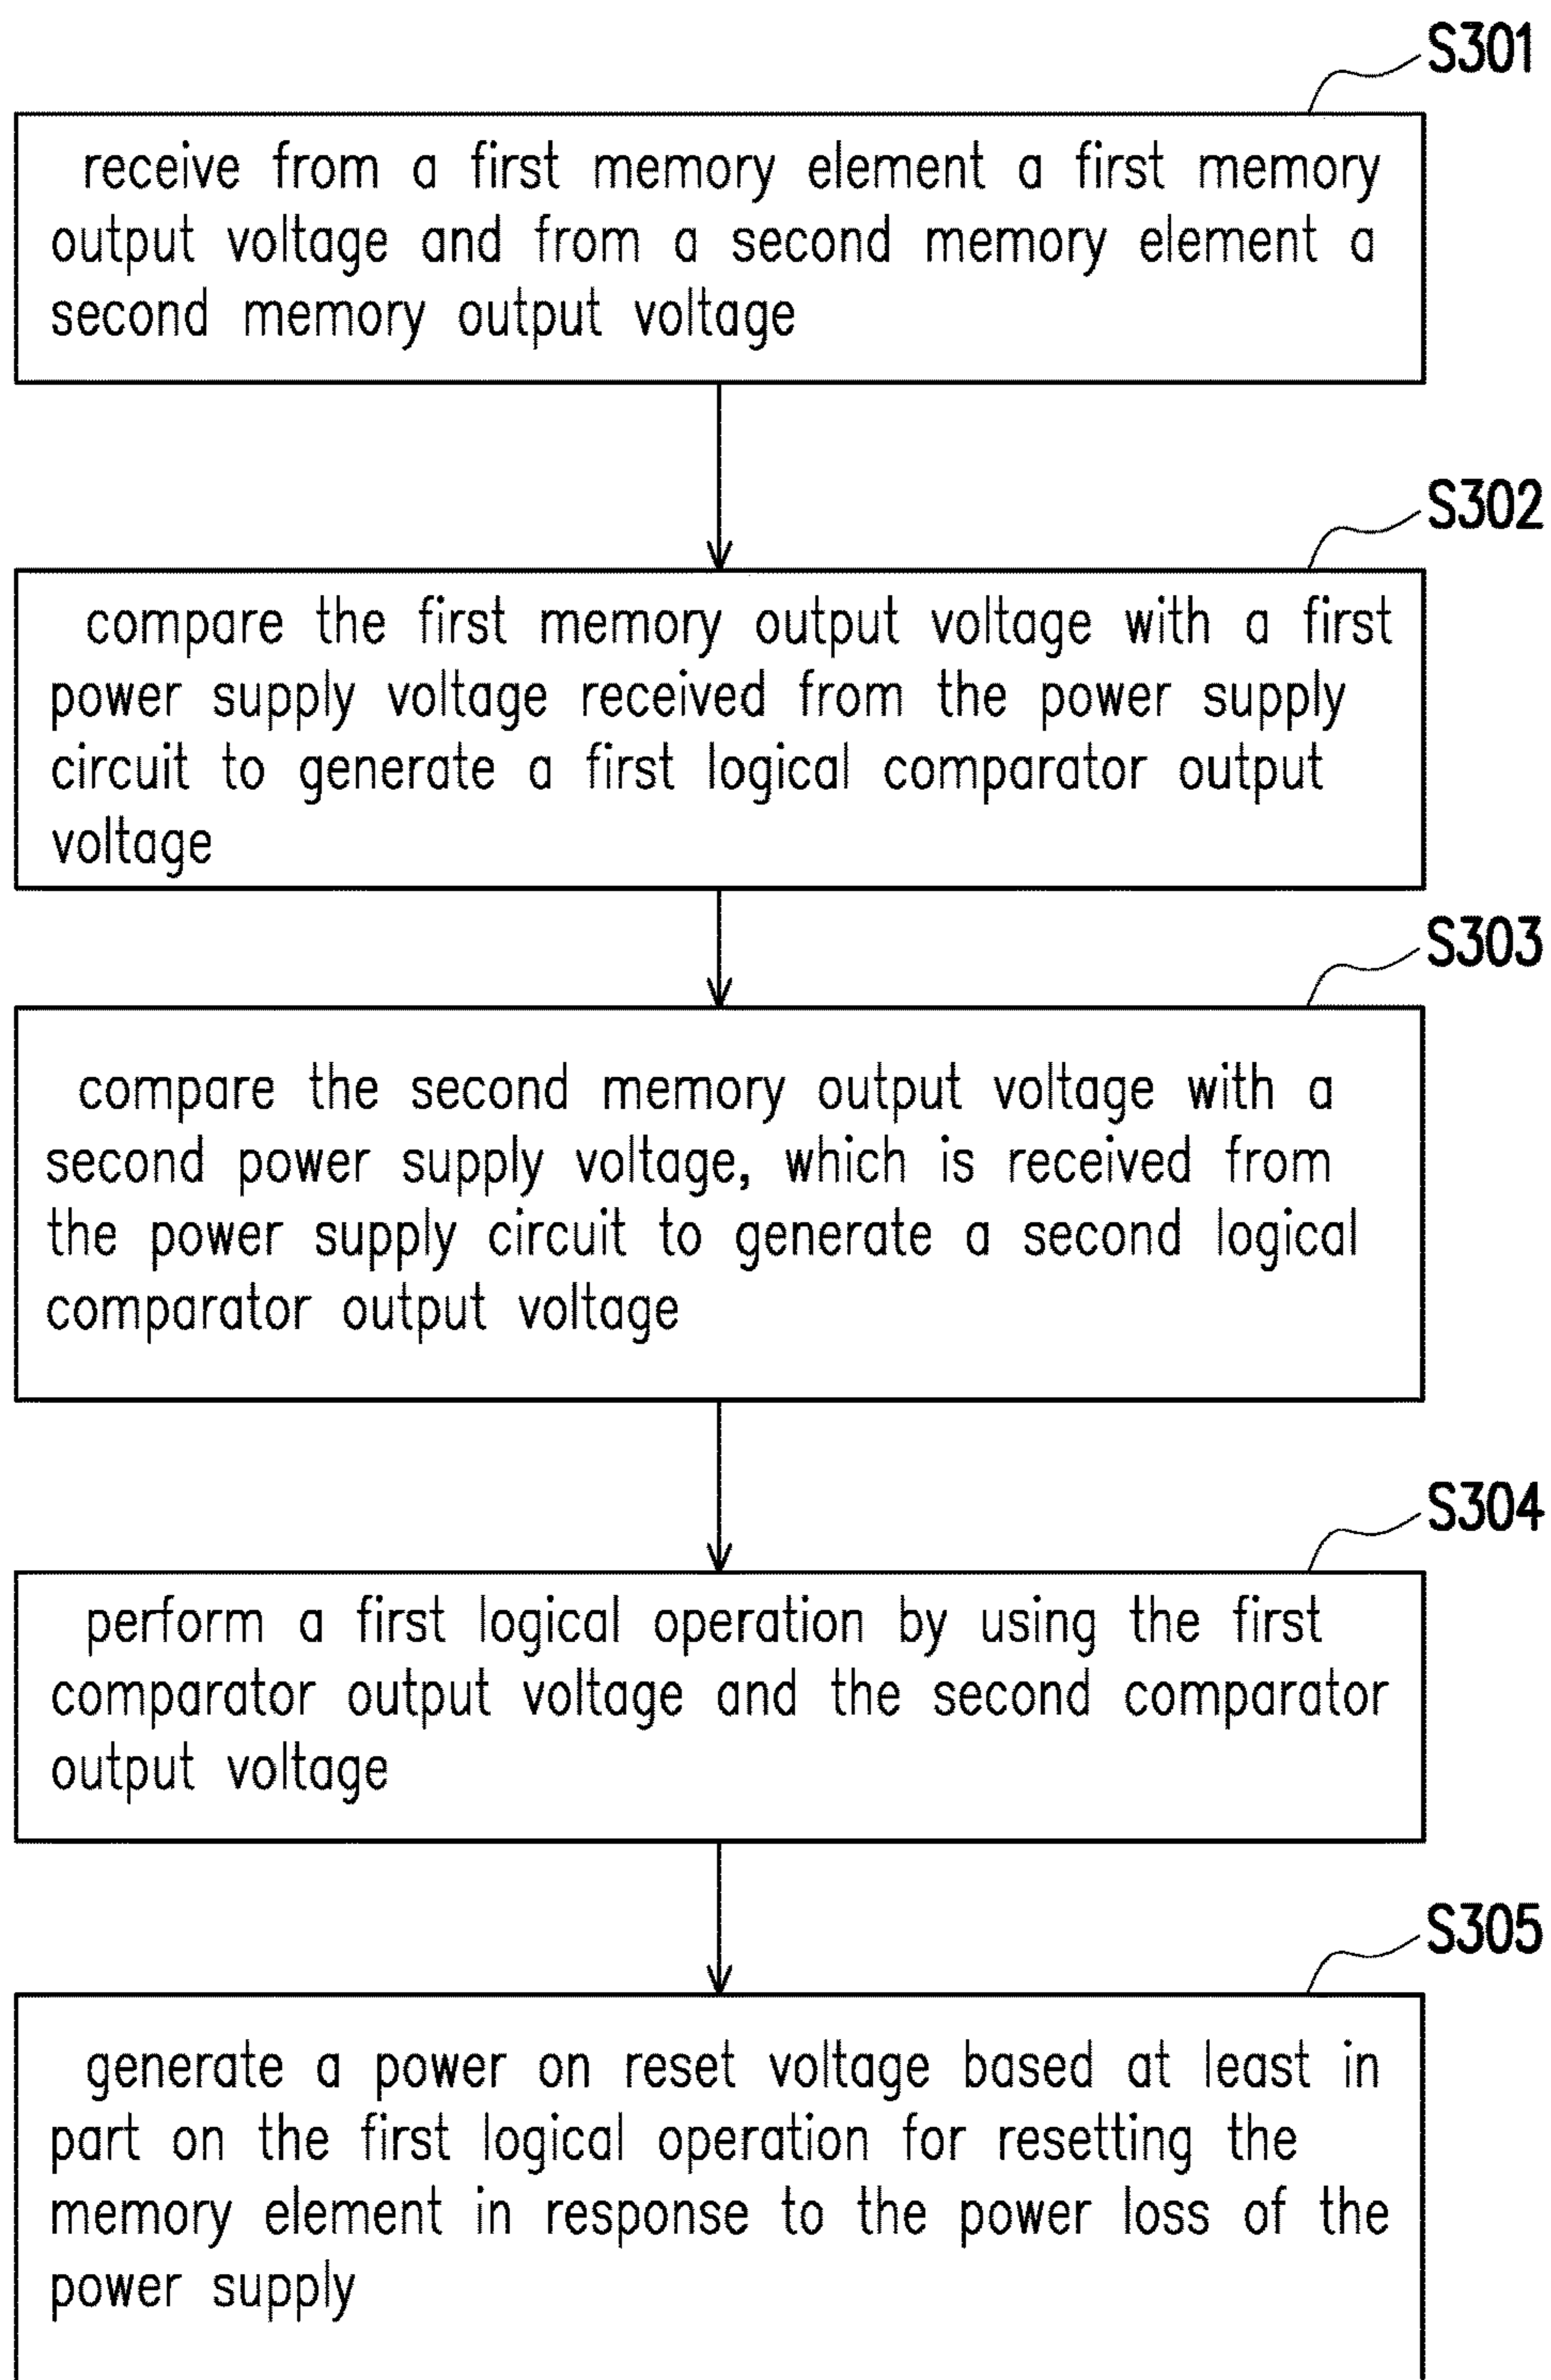 S301
receive from a first memory element a first memory
output voltage and from a second memory element a
second memory output voltage
S302
compare the first memory output voltage with a first
power supply voltage received from the power supply
circuit to generate a first logical comparator output
voltage
S303
compare the second memory output voltage with a
second power supply voltage, which is received from
the power supply circuit to generate a second logical
comparator output voltage
S304
perform a first logical operation by using the first
comparator output voltage and the second comparator
output voltage
S305
generate a power on reset voltage based at least in
part on the first logical operation for resetting the
memory element in response to the power loss of the
power supply